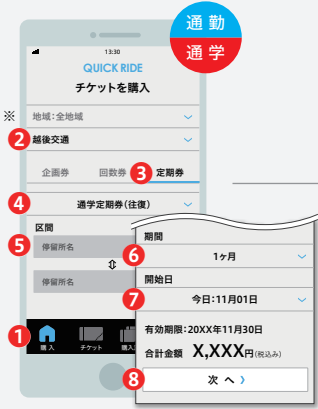 通勤
通学
13:30
QUICK RIDE
チケットを購入
※
地域:全地域
2 越後交通
企画券 回数券 3 定期券
4 通学定期券(往復)
区間
5 停留所名
⇕
停留所名
1 購入 チケット 購入
期間
6 1ヶ月
開始日
7 今日:11月01日
有効期限:20XX年11月30日
合計金額 X,XXX円(税込み)
8 次へ 〉